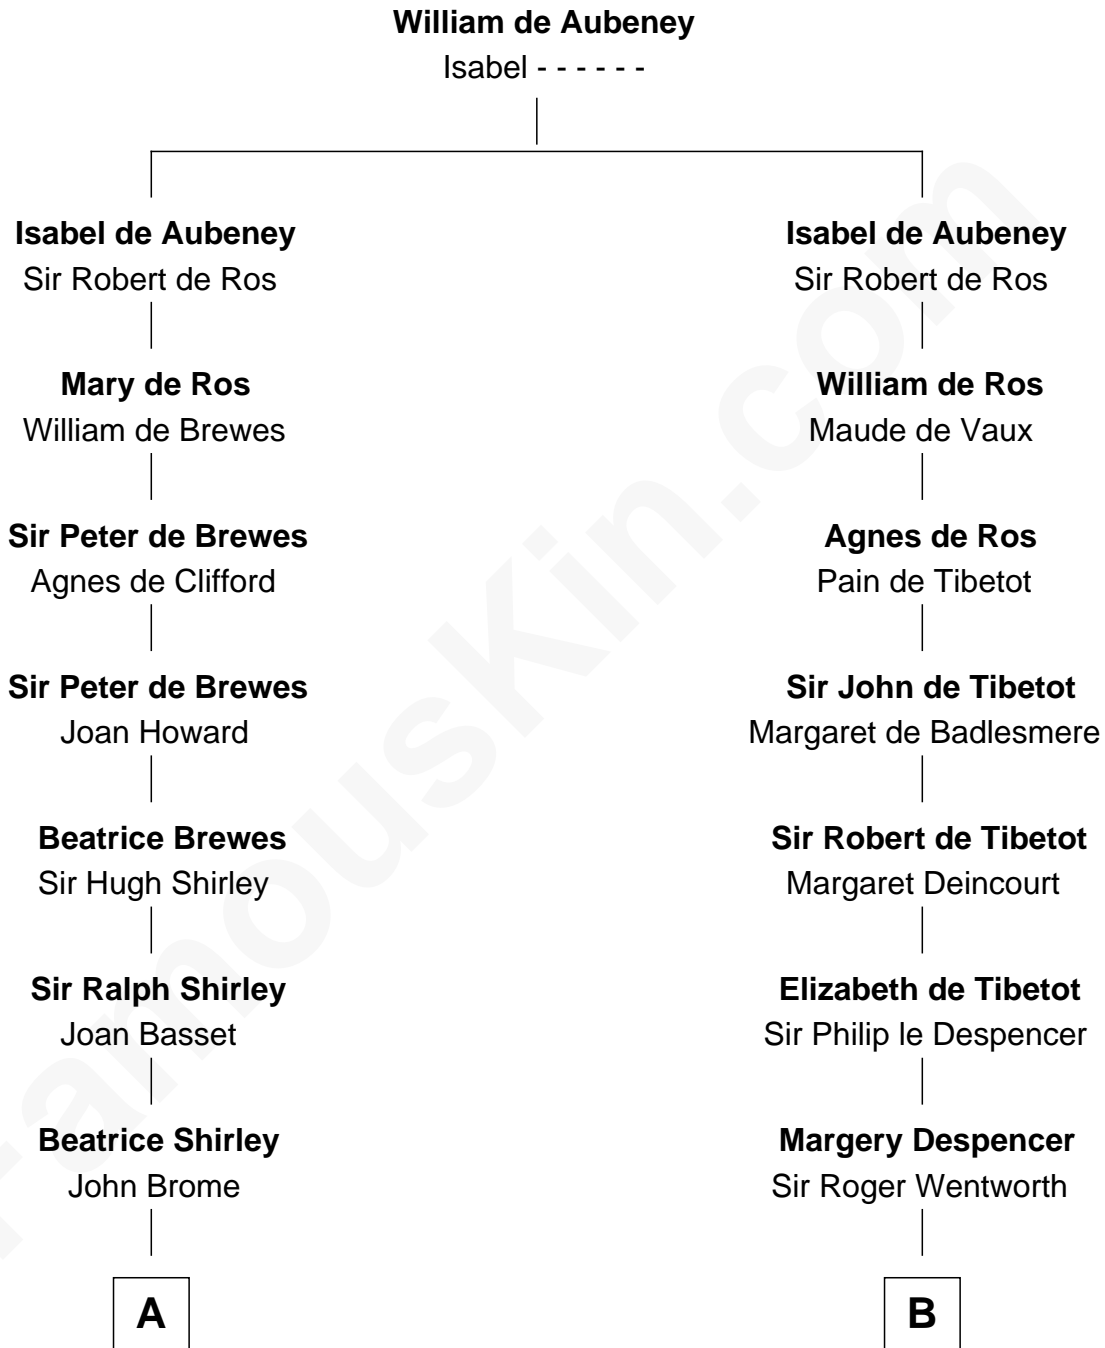 William de Aubeney
Isabel - - - - - -
Isabel de Aubeney
Sir Robert de Ros
Isabel de Aubeney
Sir Robert de Ros
Mary de Ros
William de Brewes
William de Ros
Maude de Vaux
Sir Peter de Brewes
Agnes de Clifford
Agnes de Ros
Pain de Tibetot
Sir Peter de Brewes
Joan Howard
Sir John de Tibetot
Margaret de Badlesmere
Beatrice Brewes
Sir Hugh Shirley
Sir Robert de Tibetot
Margaret Deincourt
Sir Ralph Shirley
Joan Basset
Elizabeth de Tibetot
Sir Philip le Despencer
Beatrice Shirley
John Brome
Margery Despencer
Sir Roger Wentworth
A
B
FamousKin.com